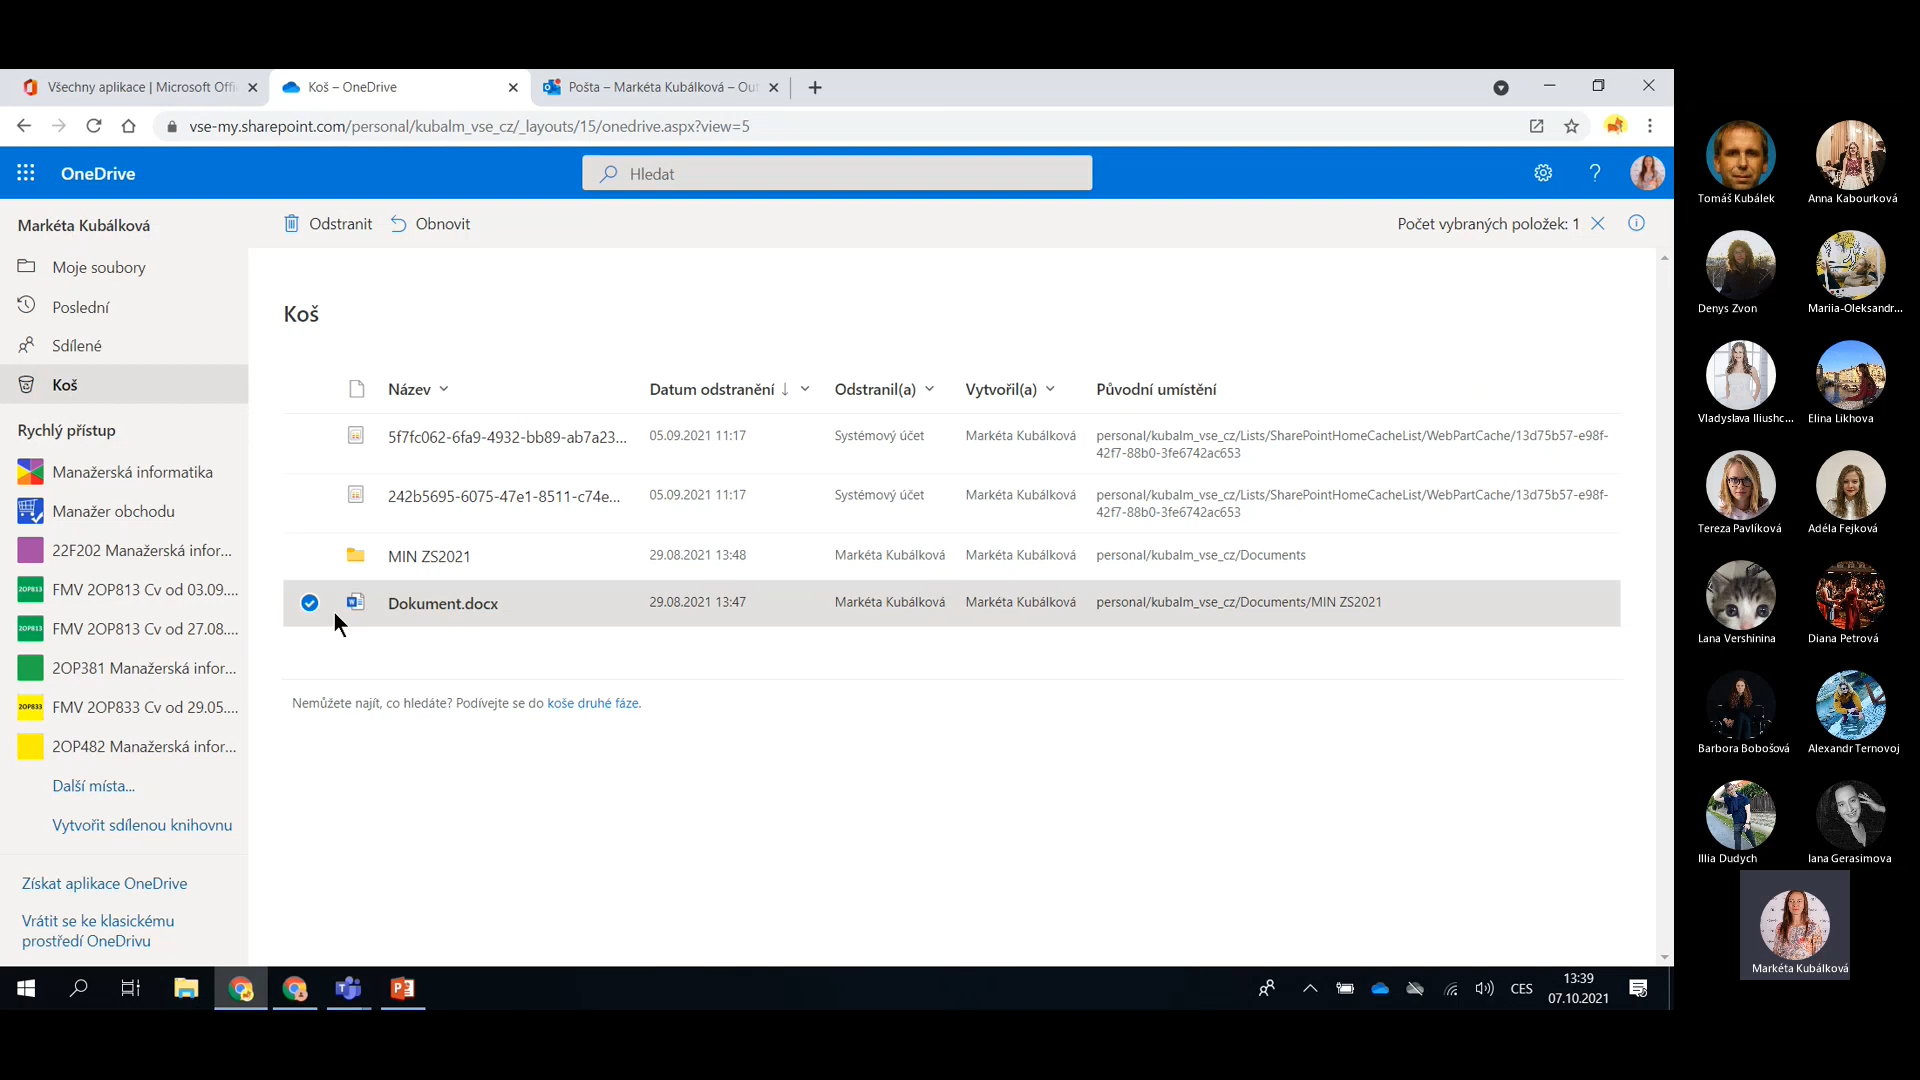 Všechny aplikace | Microsoft Offi
Koš – OneDrive
Pošta – Markéta Kubálková – Out
vse-my.sharepoint.com/personal/kubalm_vse_cz/_layouts/15/onedrive.aspx?view=5
OneDrive
Hledat
Markéta Kubálková
Moje soubory
Poslední
Sdílené
Koš
Rychlý přístup
Manažerská informatika
Manažer obchodu
22F202 Manažerská infor...
2OP813
FMV 2OP813 Cv od 03.09....
2OP813
FMV 2OP813 Cv od 27.08....
2OP381 Manažerská infor...
2OP833
FMV 2OP833 Cv od 29.05....
2OP482 Manažerská infor...
Další místa...
Vytvořit sdílenou knihovnu
Získat aplikace OneDrive
Vrátit se ke klasickému
prostředí OneDrivu
Odstranit
Obnovit
Počet vybraných položek: 1
Koš
Název
Datum odstranění ↓
Odstranil(a)
Vytvořil(a)
Původní umístění
5f7fc062-6fa9-4932-bb89-ab7a23...
05.09.2021 11:17
Systémový účet
Markéta Kubálková
personal/kubalm_vse_cz/Lists/SharePointHomeCacheList/WebPartCache/13d75b57-e98f-
42f7-88b0-3fe6742ac653
242b5695-6075-47e1-8511-c74e...
05.09.2021 11:17
Systémový účet
Markéta Kubálková
personal/kubalm_vse_cz/Lists/SharePointHomeCacheList/WebPartCache/13d75b57-e98f-
42f7-88b0-3fe6742ac653
MIN ZS2021
29.08.2021 13:48
Markéta Kubálková
Markéta Kubálková
personal/kubalm_vse_cz/Documents
Dokument.docx
29.08.2021 13:47
Markéta Kubálková
Markéta Kubálková
personal/kubalm_vse_cz/Documents/MIN ZS2021
Nemůžete najít, co hledáte? Podívejte se do koše druhé fáze.
CES
13:39
07.10.2021
Tomáš Kubálek
Anna Kabourková
Denys Zvon
Mariia-Oleksandr...
Vladyslava Iliushc...
Elina Likhova
Tereza Pavlíková
Adéla Fejková
Lana Vershinina
Diana Petrová
Barbora Bobošová
Alexandr Ternovoj
Illia Dudych
Iana Gerasimova
Markéta Kubálková